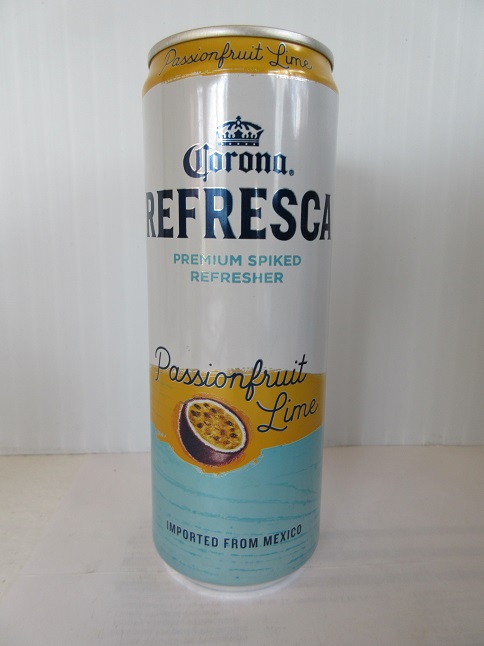 Passionfruit Lime
Corona®
REFRESCA
PREMIUM SPIKED
REFRESHER
Passionfruit
Lime
IMPORTED FROM MEXICO